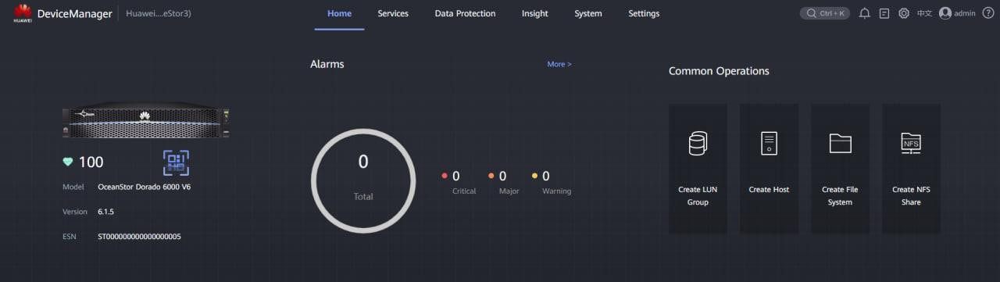 HUAWEI
DeviceManager
Huawei....eStor3)
Home
Services
Data Protection
Insight
System
Settings
Ctrl + K
中文
admin
?
Alarms
More >
Common Operations
100
Model OceanStor Dorado 6000 V6
Version 6.1.5
ESN ST000000000000000005
0
Total
0
Critical
0
Major
0
Warning
Create LUN
Group
Create Host
Create File
System
NFS
Create NFS
Share